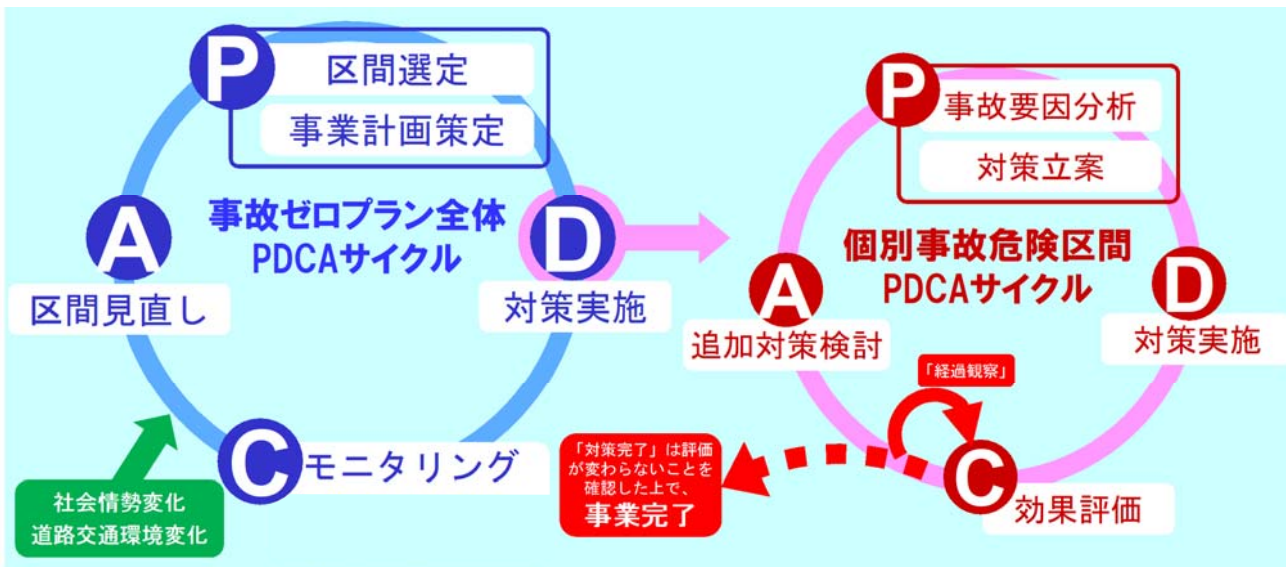 P
区間選定
事業計画策定
事故ゼロプラン全体
PDCAサイクル
D
対策実施
C
モニタリング
A
区間見直し
社会情勢変化
道路交通環境変化
P
事故要因分析
対策立案
個別事故危険区間
PDCAサイクル
D
対策実施
C
効果評価
A
追加対策検討
「経過観察」
「対策完了」は評価
が変わらないことを
確認した上で、
事業完了